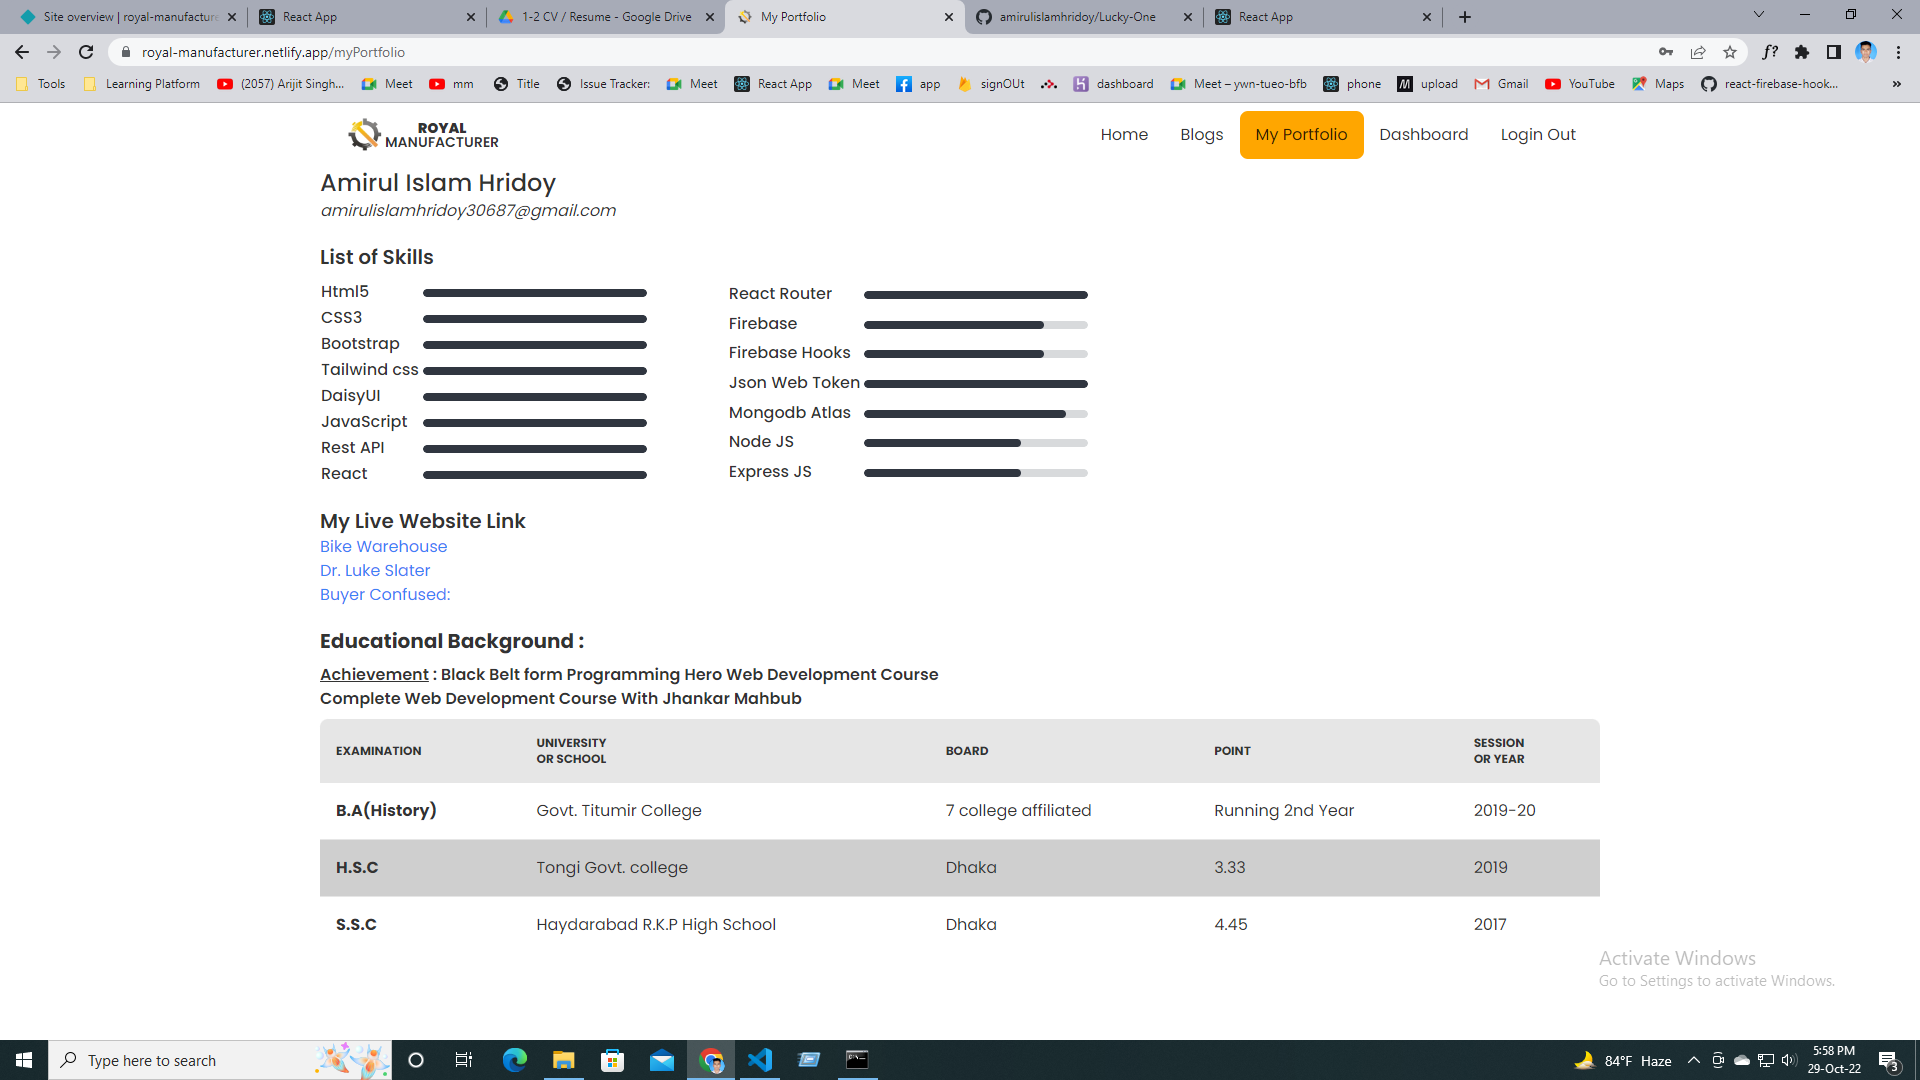 Site overview | royal-manufacture
React App
1-2 CV / Resume - Google Drive
My Portfolio
amirulislamhridoy/Lucky-One
React App
royal-manufacturer.netlify.app/myPortfolio
f?
Tools
Learning Platform
(2057) Arijit Singh...
Meet
mm
Title
Issue Tracker:
Meet
React App
Meet
app
signOUt
dashboard
Meet – ywn-tueo-bfb
phone
upload
Gmail
YouTube
Maps
react-firebase-hook...
»
ROYAL
MANUFACTURER
Home
Blogs
My Portfolio
Dashboard
Login Out
Amirul Islam Hridoy
amirulislamhridoy30687@gmail.com
List of Skills
Html5
CSS3
Bootstrap
Tailwind css
DaisyUI
JavaScript
Rest API
React
React Router
Firebase
Firebase Hooks
Json Web Token
Mongodb Atlas
Node JS
Express JS
My Live Website Link
Bike Warehouse
Dr. Luke Slater
Buyer Confused:
Educational Background :
Achievement : Black Belt form Programming Hero Web Development Course
Complete Web Development Course With Jhankar Mahbub
EXAMINATION UNIVERSITY OR SCHOOL BOARD POINT SESSION OR YEAR
B.A(History) Govt. Titumir College 7 college affiliated Running 2nd Year 2019-20
H.S.C Tongi Govt. college Dhaka 3.33 2019
S.S.C Haydarabad R.K.P High School Dhaka 4.45 2017
Activate Windows
Go to Settings to activate Windows.
Type here to search
84°F Haze
5:58 PM
29-Oct-22
3